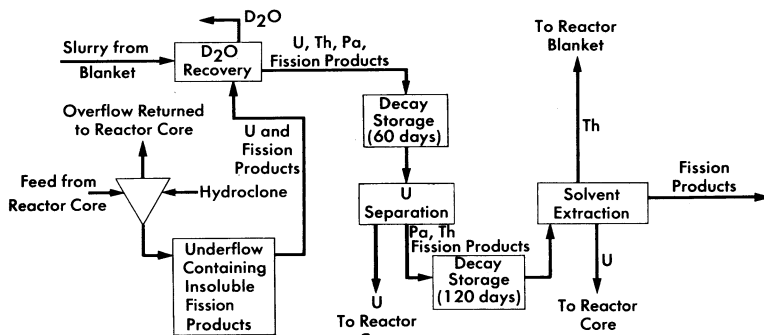 D2O
Slurry from
Blanket
D2O
Recovery
U, Th, Pa,
Fission Products
To Reactor
Blanket
Overflow Returned
to Reactor Core
U and
Fission
Products
Decay
Storage
(60 days)
Th
Feed from
Reactor Core
Hydroclone
U
Separation
Solvent
Extraction
Fission
Products
Pa, Th
Fission Products
Underflow
Containing
Insoluble
Fission
Products
Decay
Storage
(120 days)
U
To Reactor
U
To Reactor
Core